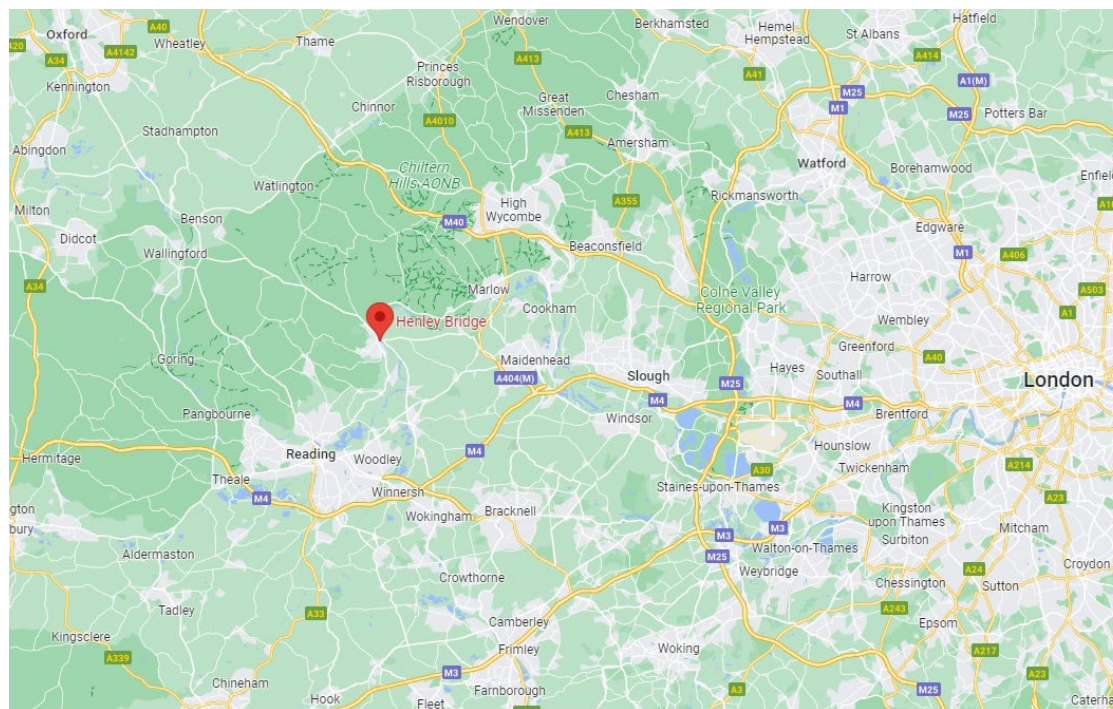 Oxford
A40
Wheatley
Thame
Wendover
Berkhamsted
Hemel
Hempstead
St Albans
Hatfield
420
A34
A4142
A413
A41
A414
M25
A1(M)
Kennington
Princes
Risborough
Chinnor
Great
Missenden
Chesham
M1
M25
Potters Bar
Stadhampton
A4010
A413
Amersham
Abingdon
Chiltern
Hills AONB
Watford
Borehamwood
Enfie
Watlington
Rickmansworth
Milton
Benson
High
Wycombe
A355
A10
Didcot
Wallingford
M40
Beaconsfield
Edgware
M1
A406
A34
Marlow
Harrow
A503
Cookham
Colne Valley
Regional Park
Wembley
A1
Henley Bridge
Goring
Maidenhead
Greenford
A40
A404(M)
Slough
Hayes
Southall
London
Pangbourne
M4
M25
M4
Brentford
Windsor
Hermitage
Reading
Woodley
M4
Hounslow
Theale
A30
Twickenham
A214
M4
Winnersh
Staines-upon-Thames
A23
gton
bury
Wokingham
Bracknell
Kingston
upon Thames
Mitcham
M3
M3
Surbiton
Aldermaston
M25
Walton-on-Thames
Croydon
Crowthorne
Weybridge
Chessington
A24
Sutton
Tadley
A33
A243
Camberley
Epsom
Kingsclere
Frimley
Woking
A217
A339
M3
Chineham
Hook
Fleet
Farnborough
A3
M25
A23
Caterha